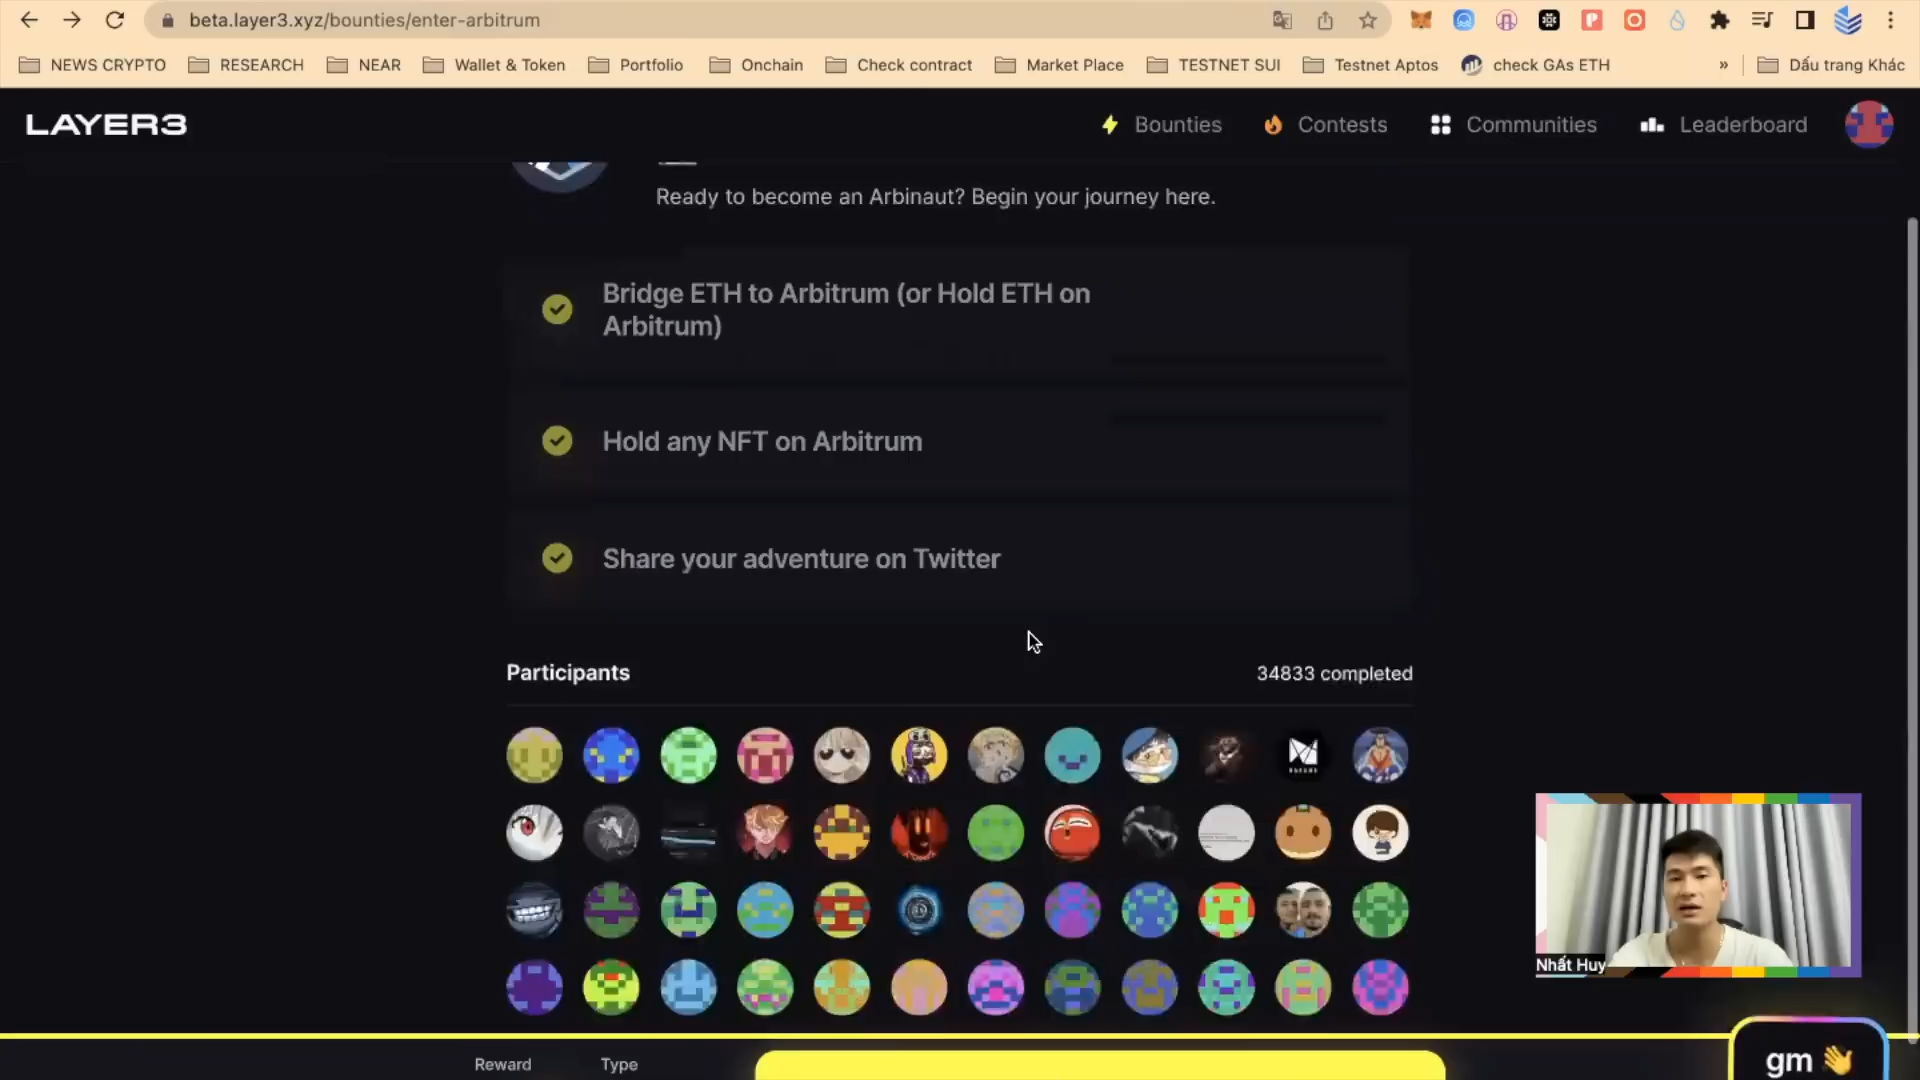 beta.layer3.xyz/bounties/enter-arbitrum
NEWS CRYPTO
RESEARCH
NEAR
Wallet & Token
Portfolio
Onchain
Check contract
Market Place
TESTNET SUI
Testnet Aptos
check GAs ETH
»
Dấu trang Khác
LAYER3
Bounties
Contests
Communities
Leaderboard
Ready to become an Arbinaut? Begin your journey here.
Bridge ETH to Arbitrum (or Hold ETH on
Arbitrum)
Hold any NFT on Arbitrum
Share your adventure on Twitter
Participants
34833 completed
Nhất Huy
Reward
Type
gm 👋